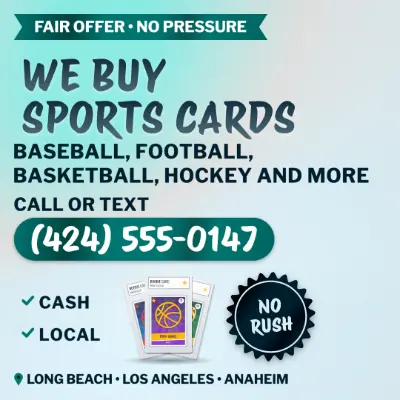 FAIR OFFER • NO PRESSURE
WE BUY
SPORTS CARDS
BASEBALL, FOOTBALL,
BASKETBALL, HOCKEY AND MORE
CALL OR TEXT
(424) 555-0147
CASH
LOCAL
NO
RUSH
LONG BEACH • LOS ANGELES • ANAHEIM